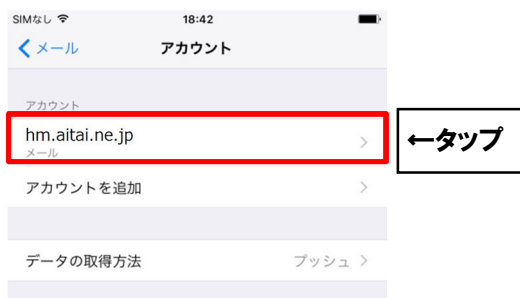 SIMなし 18:42
メール アカウント
アカウント
hm.aitai.ne.jp
メール
←タップ
アカウントを追加
データの取得方法 プッシュ